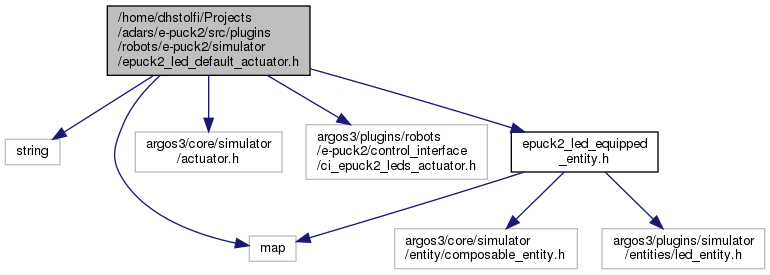 /home/dhstolfi/Projects
/adars/e-puck2/src/plugins
/robots/e-puck2/simulator
/epuck2_led_default_actuator.h
string
argos3/core/simulator
/actuator.h
argos3/plugins/robots
/e-puck2/control_interface
/ci_epuck2_leds_actuator.h
epuck2_led_equipped
_entity.h
map
argos3/core/simulator
/entity/composable_entity.h
argos3/plugins/simulator
/entities/led_entity.h